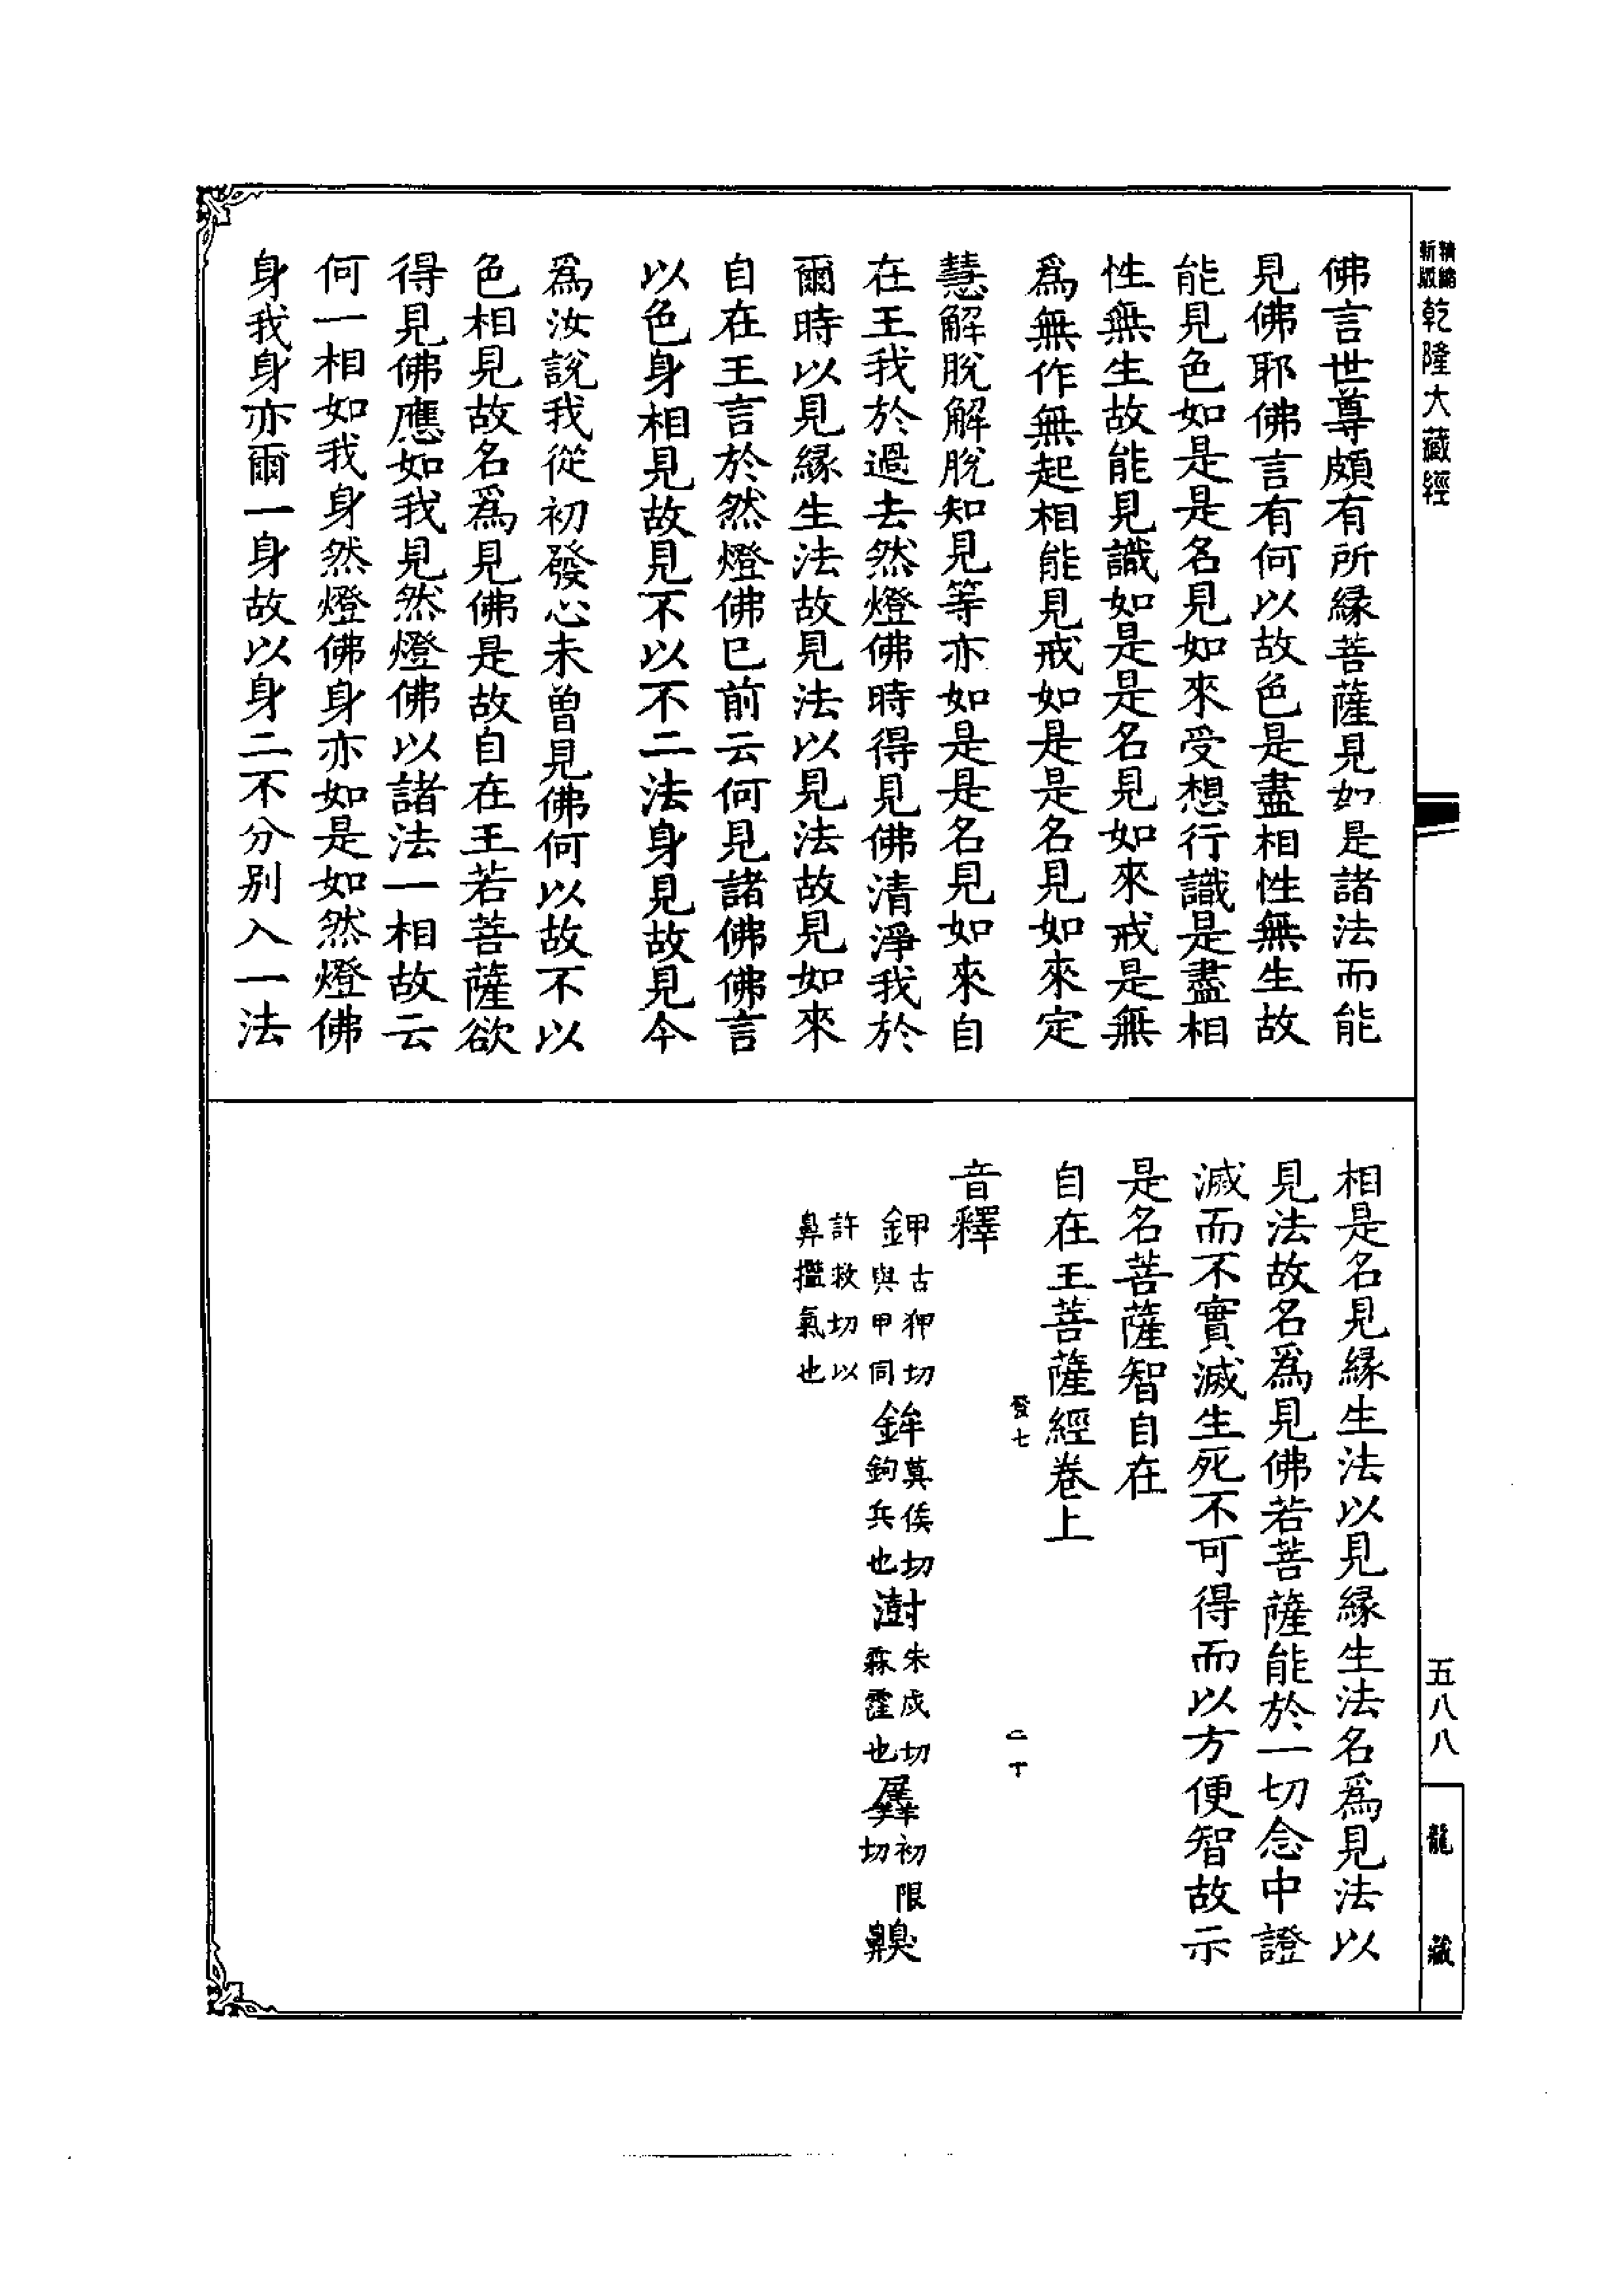 精縮新版乾隆大藏經
佛言世尊頗有所緣菩薩見如是諸法而能
見佛耶佛言有何以故色是盡相性無生故
能見色如是是名見如來受想行識是盡相
性無生故能見識如是是名見如來戒是無
為無作無起相能見戒如是是名見如來定
慧解脫解脫知見等亦如是是名見如來自
在王我於過去然燈佛時得見佛清淨我於
爾時以見緣生法故見法以見法故見如來
自在王言於然燈佛已前云何見諸佛佛言
以色身相見故見不以不二法身見故見今
為汝說我從初發心未曾見佛何以故不以
色相見故名為見佛是故自在王若菩薩欲
得見佛應如我見然燈佛以諸法一相故云
何一相如我身然燈佛身亦如是如然燈佛
身我身亦爾一身故以身二不分別入一法
相是名見緣生法以見緣生法名為見法以
見法故名為見佛若菩薩能於一切念中證
滅而不實滅生死不可得而以方便智故示
是名菩薩智自在
自在王菩薩經卷上
發七 二十
音釋
鉀古狎切與甲同鉾莫侯切鉤兵也澍朱戍切霖霔也羼初限切齅
許救切以鼻擥氣也
五八八
龍藏